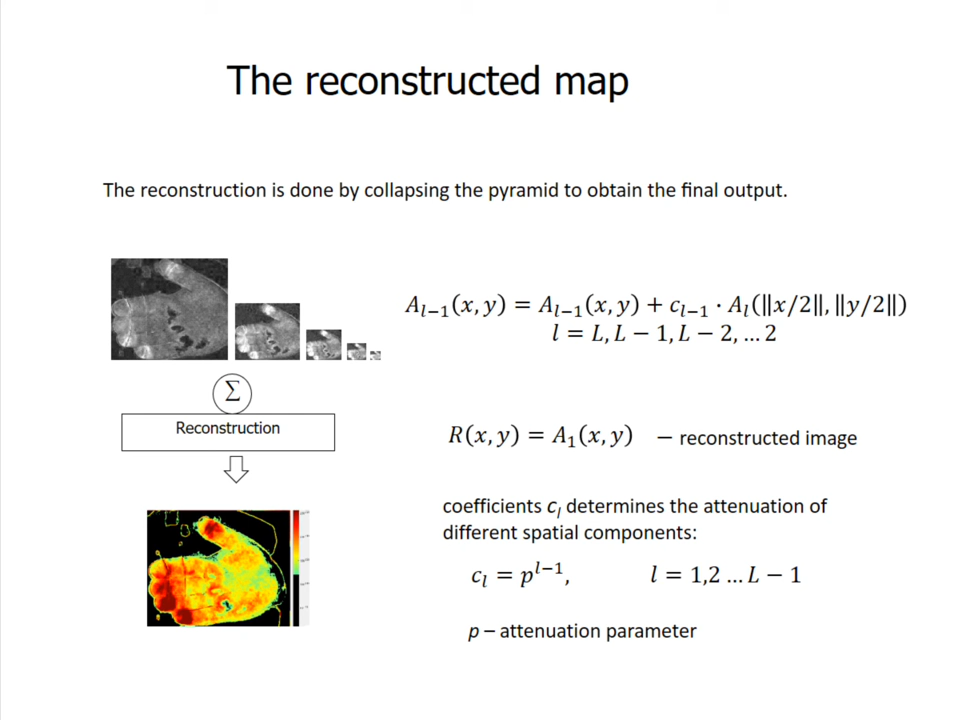 The reconstructed map
The reconstruction is done by collapsing the pyramid to obtain the final output.
A_{l−1}(x, y) = A_{l−1}(x, y) + c_{l−1} · A_l(‖x/2‖, ‖y/2‖)
l = L, L − 1, L − 2, … 2
Σ
Reconstruction
R(x, y) = A_1(x, y) – reconstructed image
coefficients c_l determines the attenuation of
different spatial components:
c_l = p^{l−1}, l = 1,2 … L − 1
p – attenuation parameter